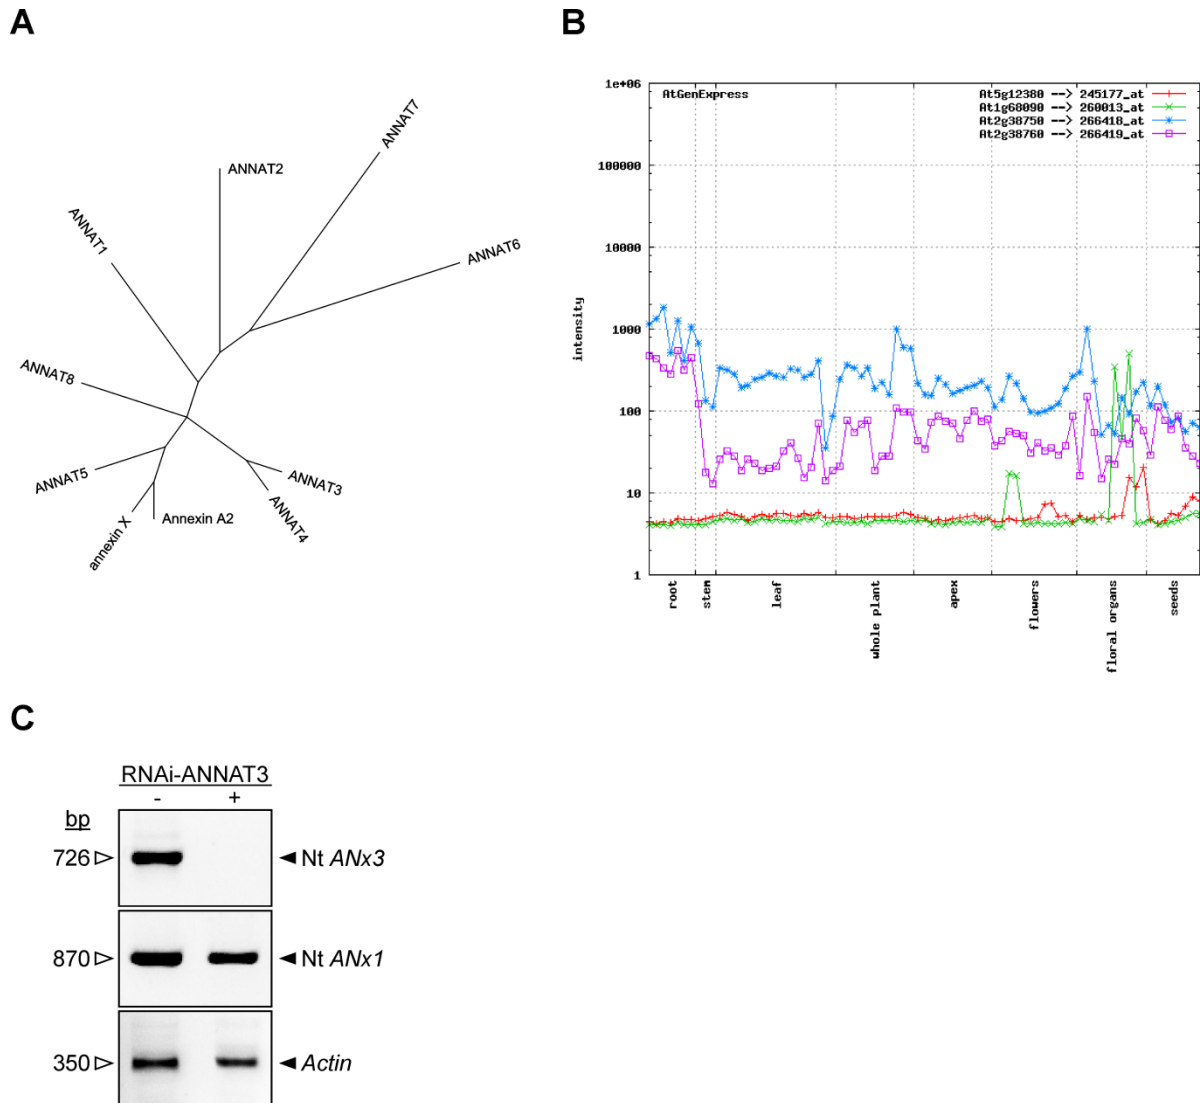 A
ANNAT7
ANNAT2
ANNAT1
ANNAT6
ANNAT8
ANNAT5
ANNAT3
ANNAT4
annexin X
Annexin A2
B
AtGenExpress
At5g12380 --> 245177_at
At1g68090 --> 260013_at
At2g38750 --> 266418_at
At2g38760 --> 266419_at
1e+06
100000
10000
1000
100
10
1
intensity
root
stem
leaf
whole plant
apex
flowers
floral organs
seeds
C
RNAi-ANNAT3
- +
bp
726 Nt ANx3
870 Nt ANx1
350 Actin